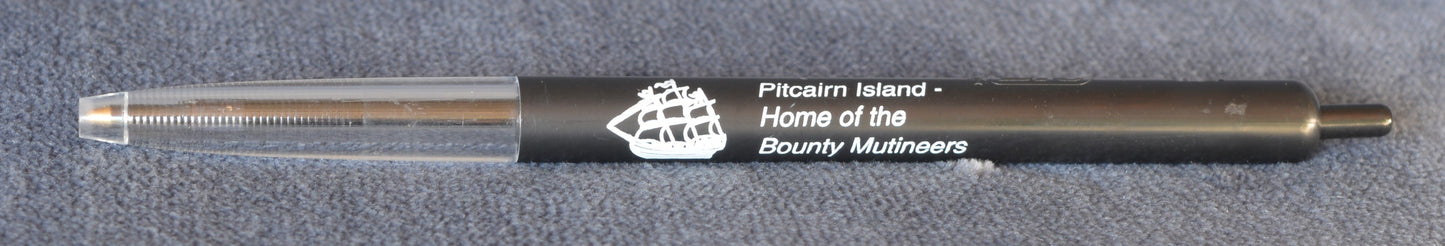 Pitcairn Island -
Home of the
Bounty Mutineers